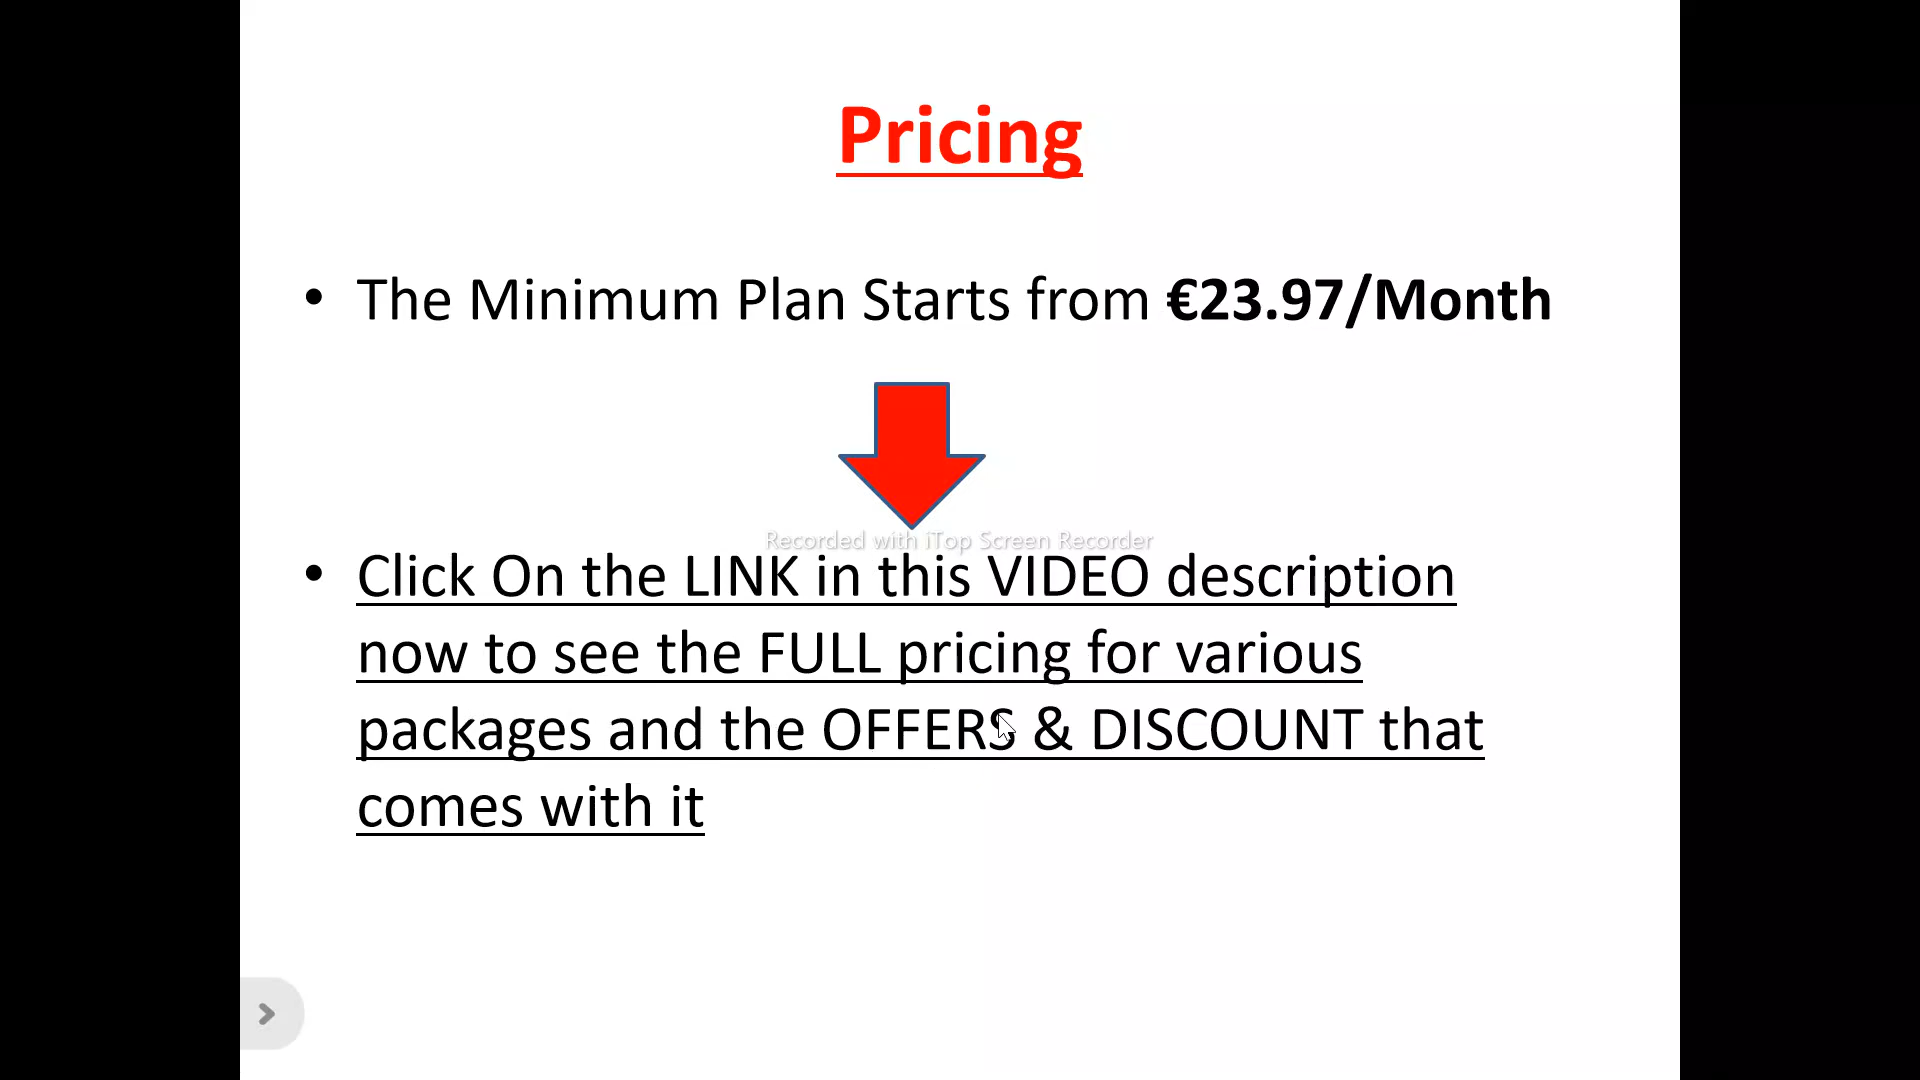 Pricing
• The Minimum Plan Starts from €23.97/Month
Recorded with iTop Screen Recorder
• Click On the LINK in this VIDEO description
now to see the FULL pricing for various
packages and the OFFERS & DISCOUNT that
comes with it